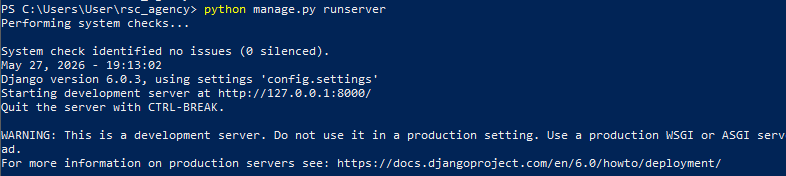 PS C:\Users\User\rsc_agency> python manage.py runserver
Performing system checks...
System check identified no issues (0 silenced).
May 27, 2026 - 19:13:02
Django version 6.0.3, using settings 'config.settings'
Starting development server at http://127.0.0.1:8000/
Quit the server with CTRL-BREAK.
WARNING: This is a development server. Do not use it in a production setting. Use a production WSGI or ASGI serv
ad.
For more information on production servers see: https://docs.djangoproject.com/en/6.0/howto/deployment/